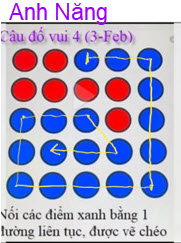 Anh Năng
Câu đố vui 4 (3-Feb)
Nối các điểm xanh bằng 1
đường liên tục, được vẽ chéo